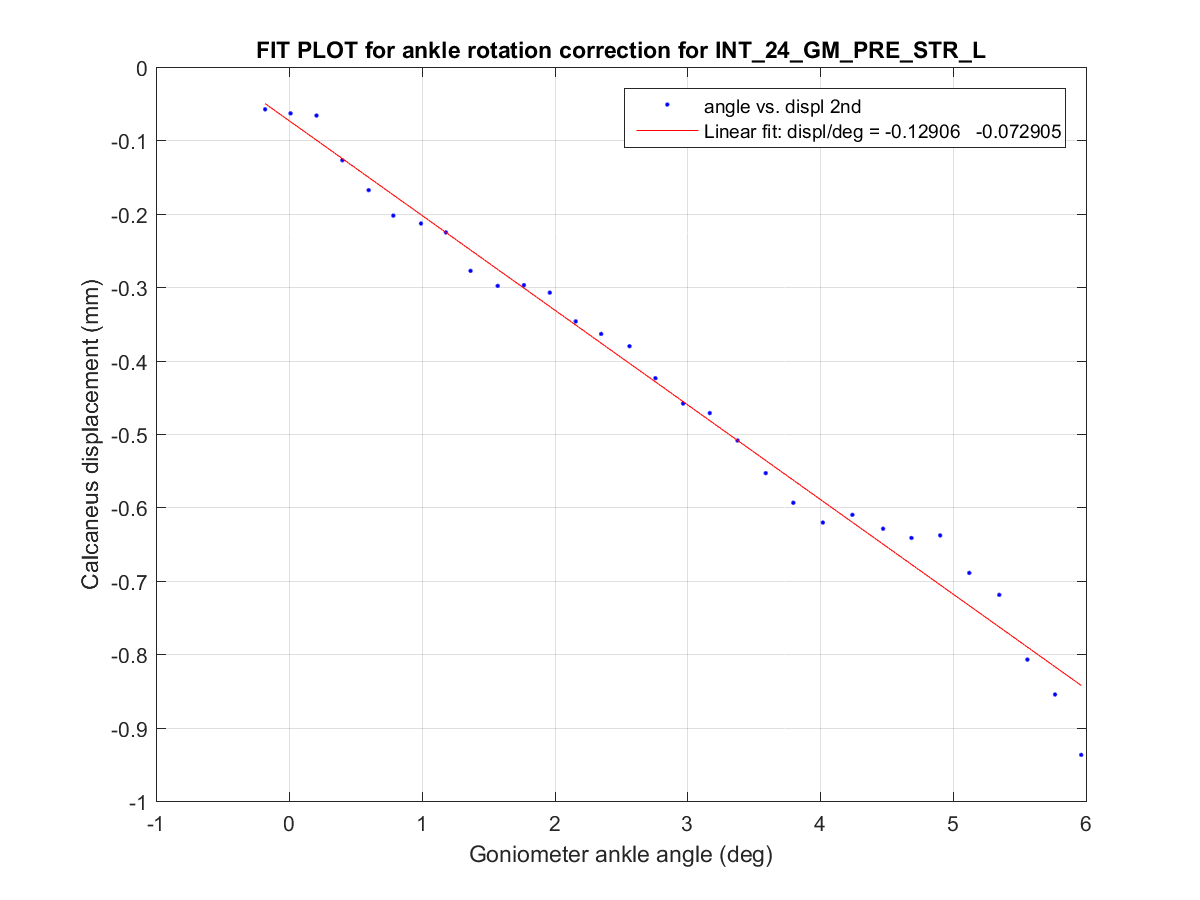 FIT PLOT for ankle rotation correction for INT_24_GM_PRE_STR_L
angle vs. displ 2nd
Linear fit: displ/deg = -0.12906   -0.072905
0
-0.1
-0.2
-0.3
-0.4
-0.5
-0.6
-0.7
-0.8
-0.9
-1
Calcaneus displacement (mm)
-1 0 1 2 3 4 5 6
Goniometer ankle angle (deg)